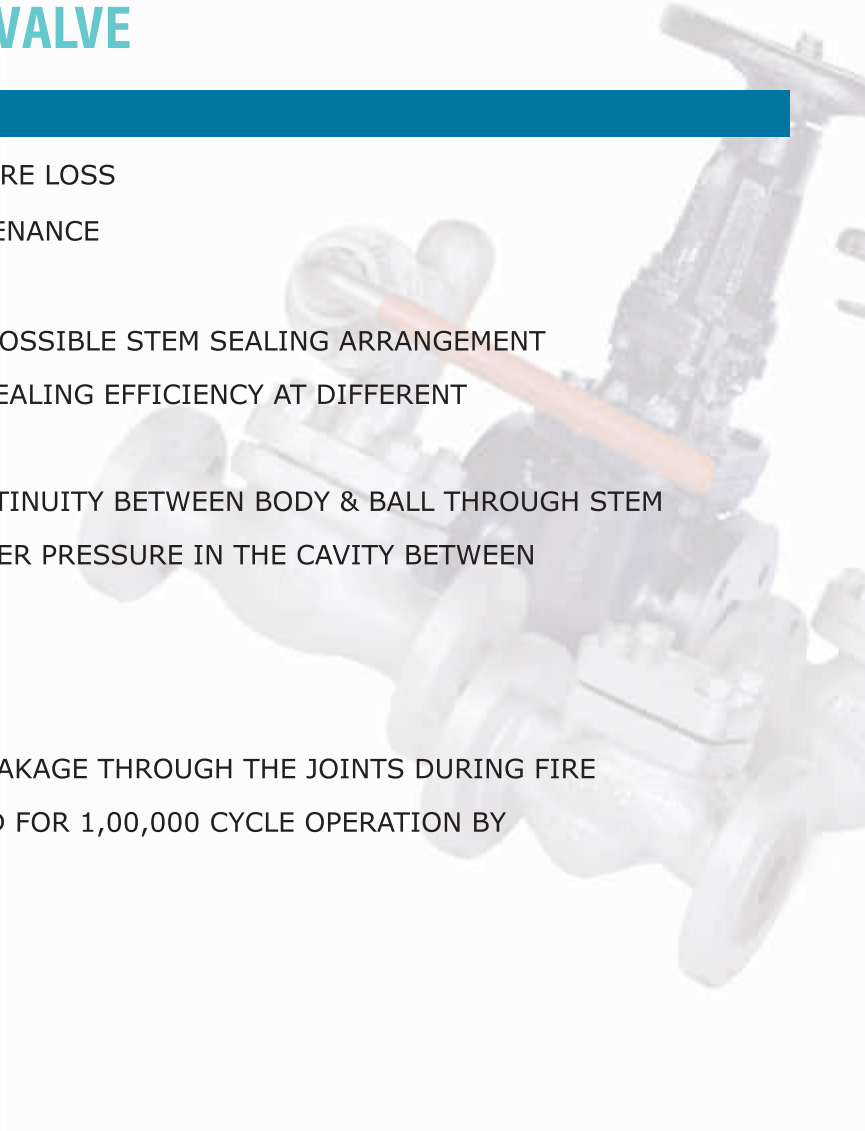 VALVE
RE LOSS
ENANCE
OSSIBLE STEM SEALING ARRANGEMENT
EALING EFFICIENCY AT DIFFERENT
TINUITY BETWEEN BODY & BALL THROUGH STEM
ER PRESSURE IN THE CAVITY BETWEEN
AKAGE THROUGH THE JOINTS DURING FIRE
D FOR 1,00,000 CYCLE OPERATION BY